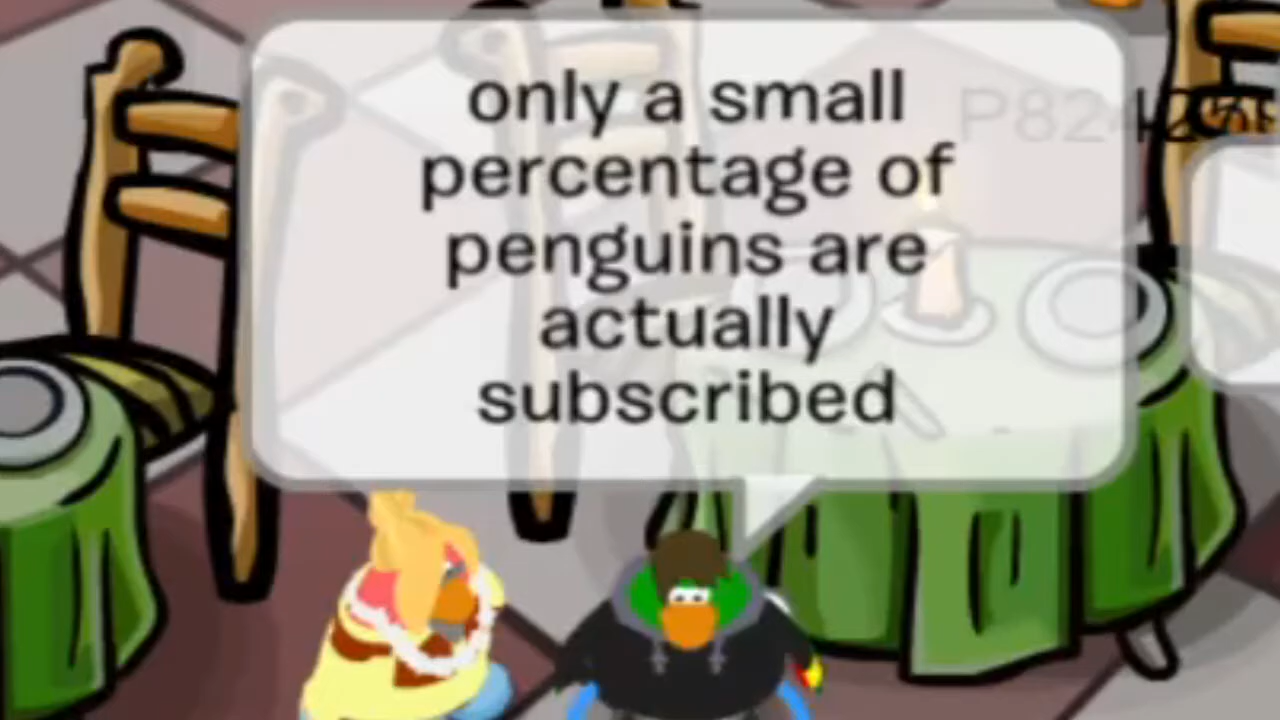 only a small
percentage of
penguins are
actually
subscribed